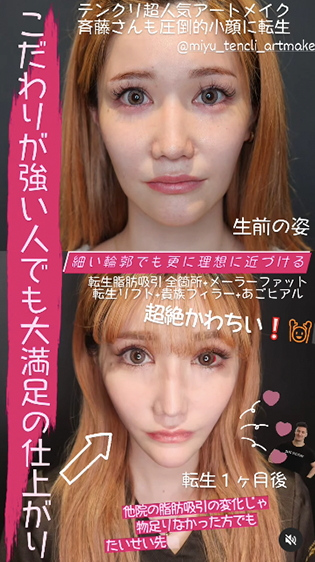 テンクリ超人気アートメイク
斉藤さんも圧倒的小顔に転生
@miyu_tencli_artmake
こだわりが強い人でも大満足の仕上がり
生前の姿
細い輪郭でも更に理想に近づける
転生脂肪吸引 全箇所+メーラーファット
転生リフト+貴族フィラー+あごヒアル
超絶かわちい❗🙆
転生1ヶ月後
他院の脂肪吸引の変化じゃ
物足りなかった方でも
たいせい先